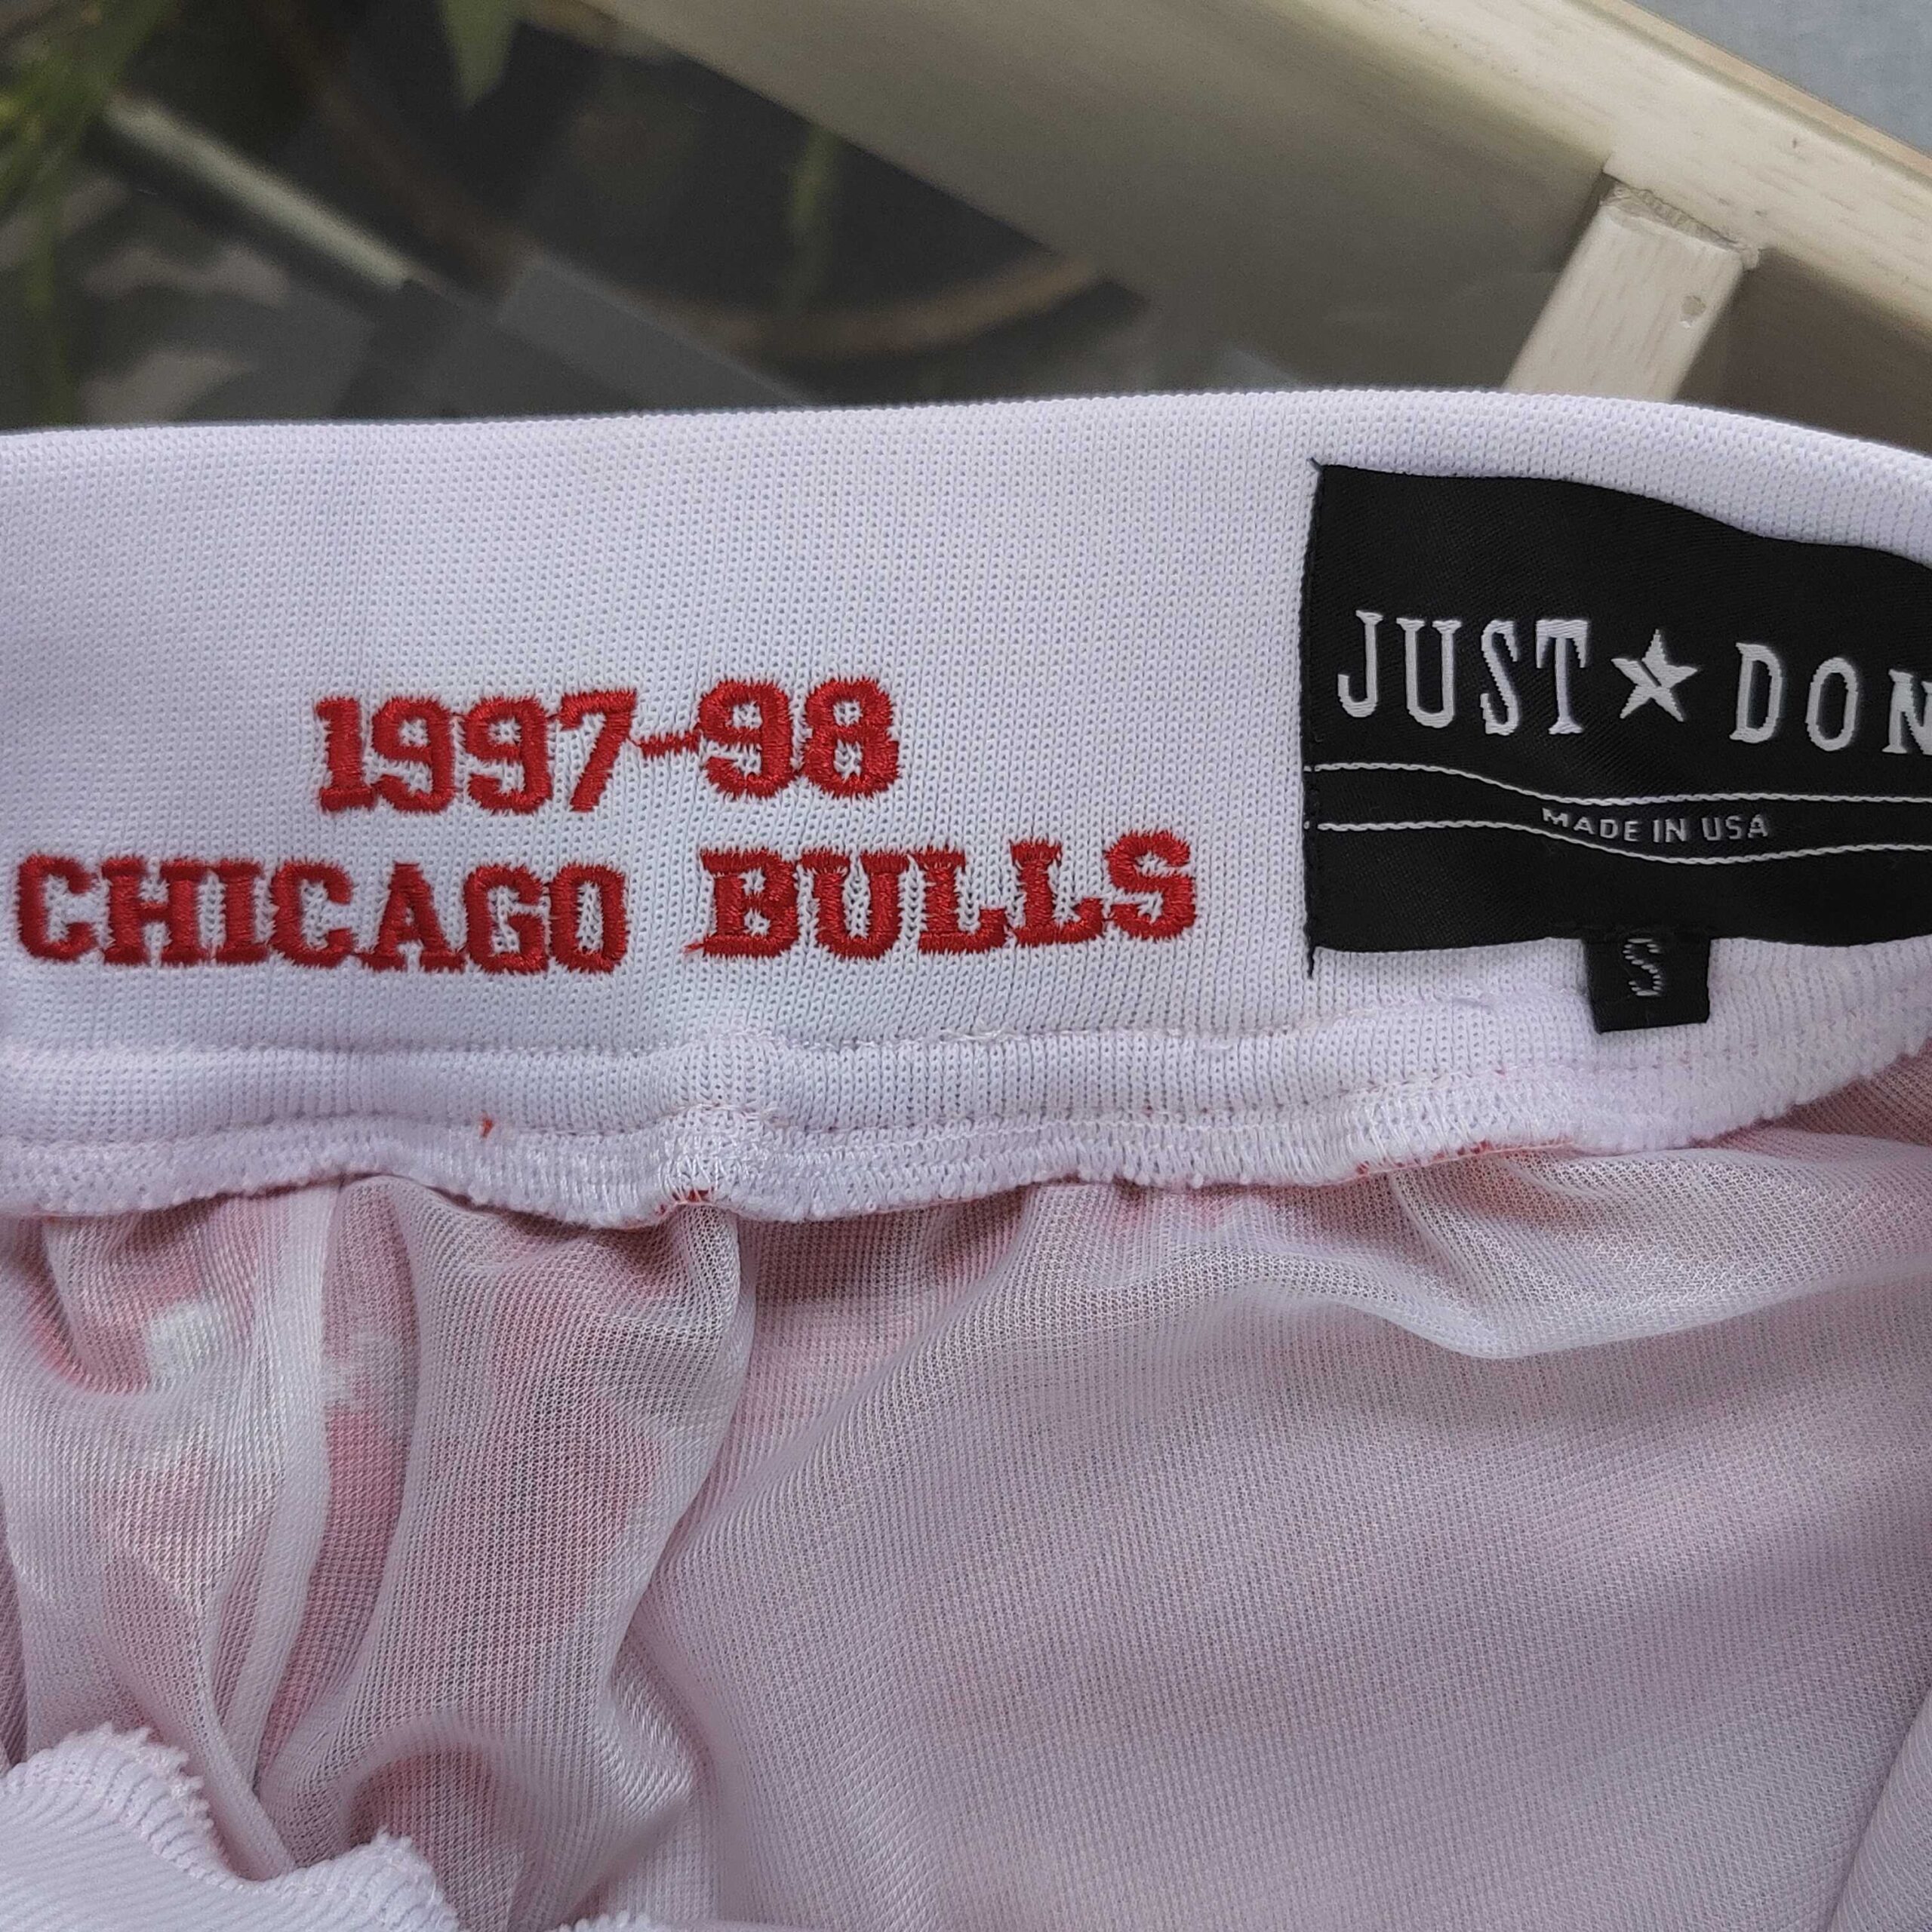 1997-98
CHICAGO BULLS
JUST★DON
MADE IN USA
S